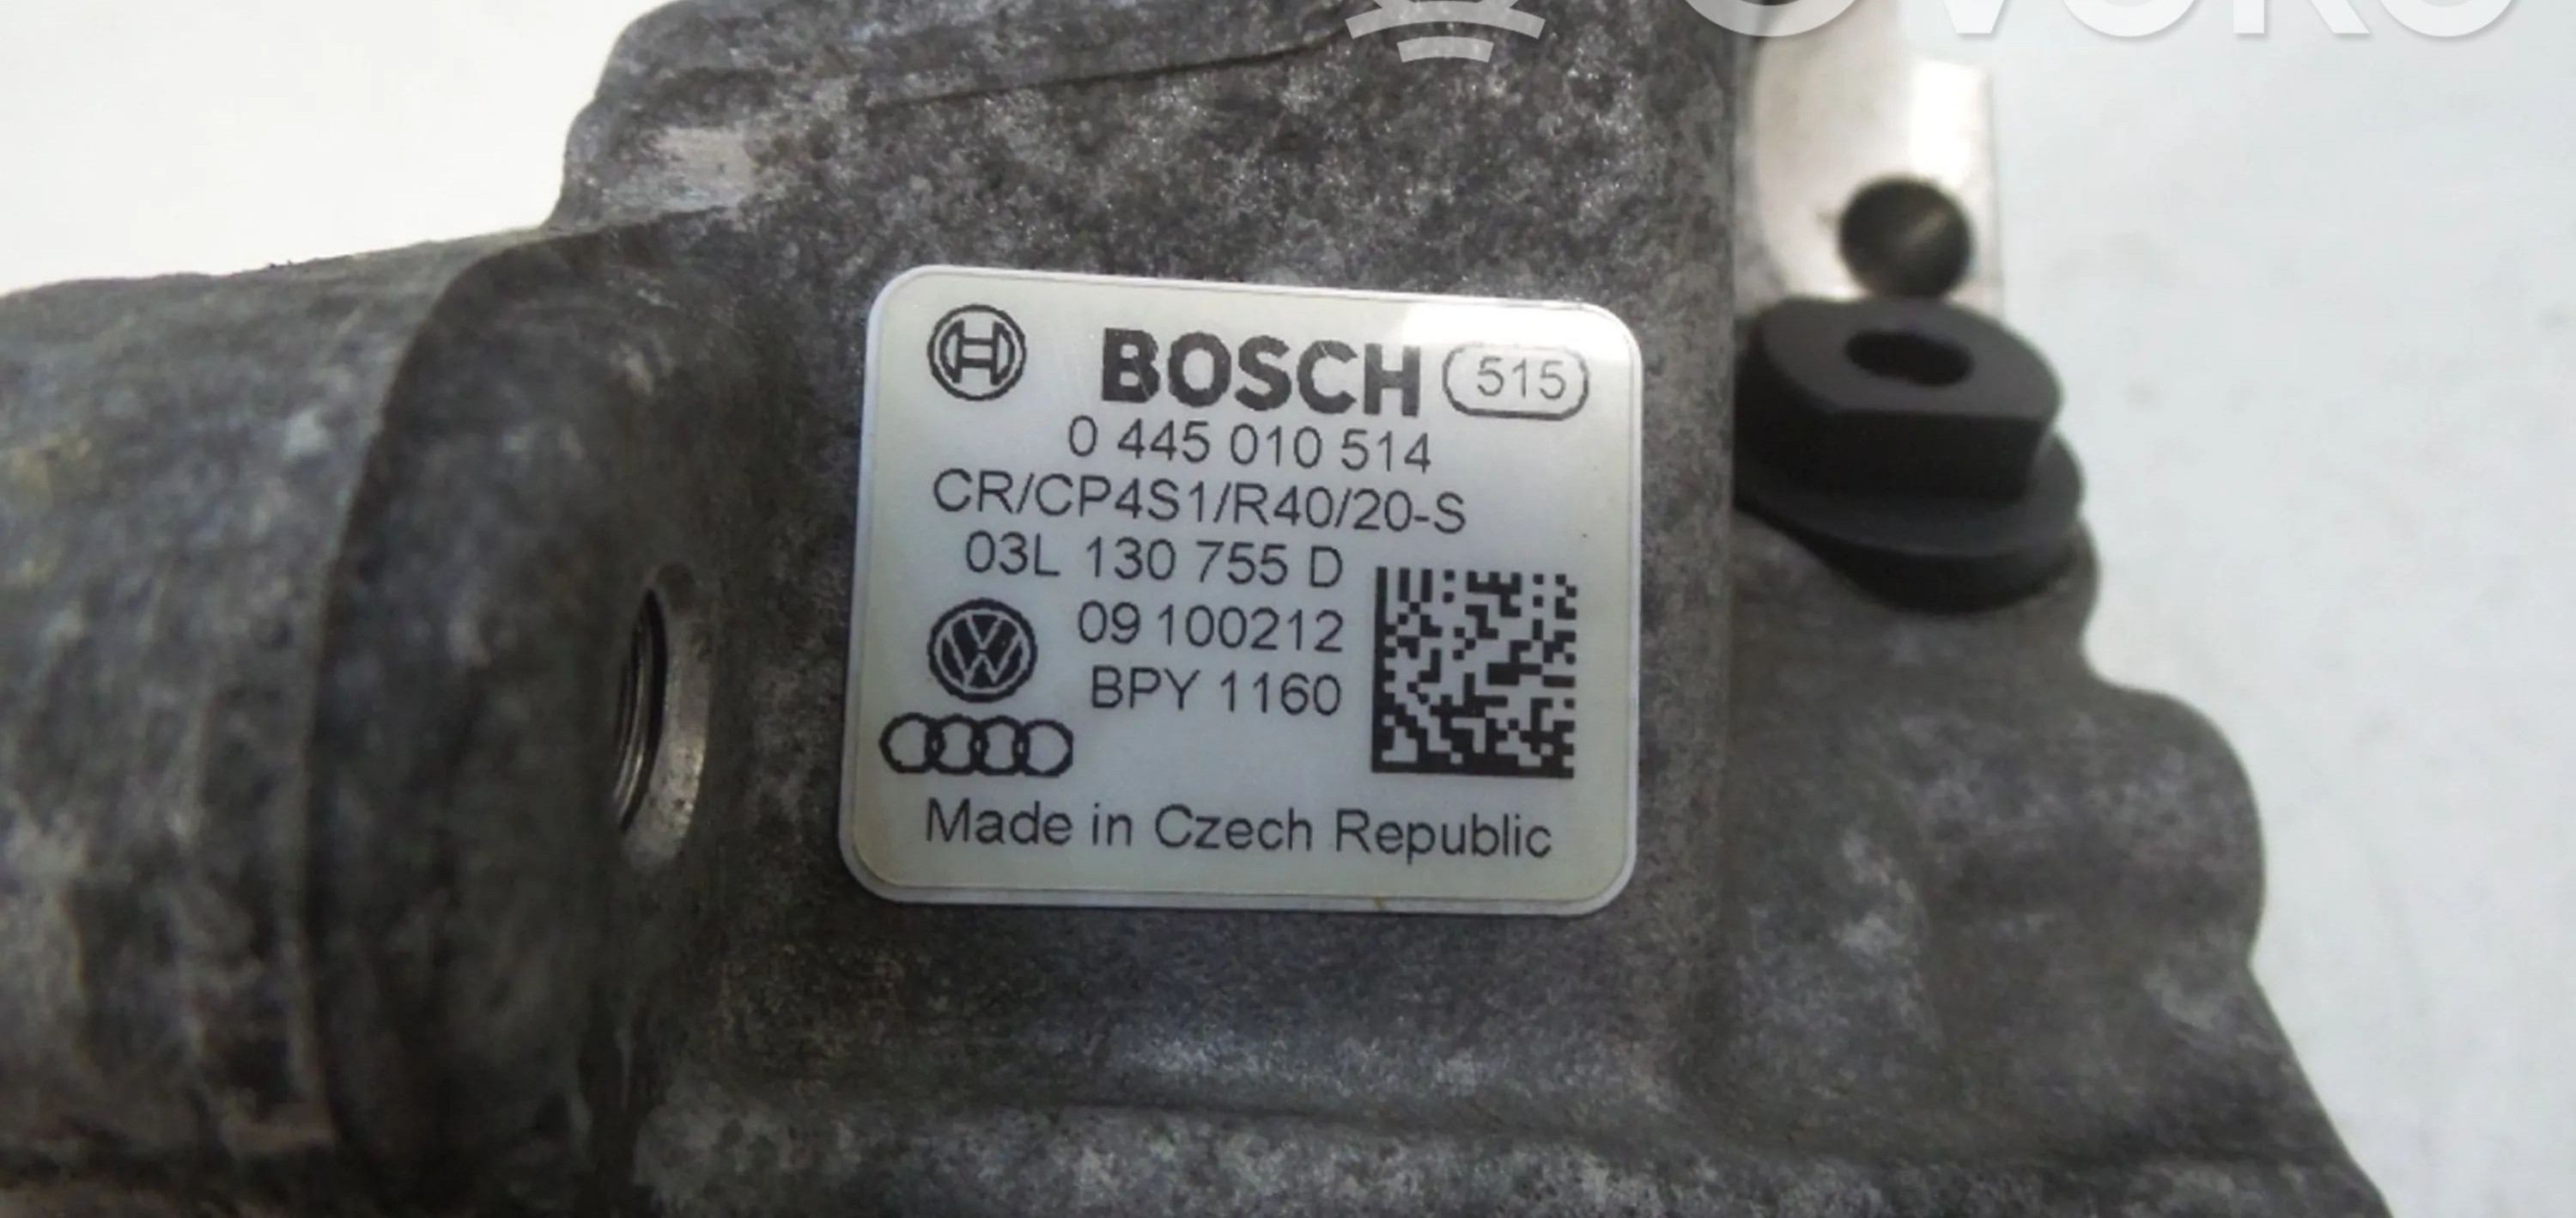 OVOKO
BOSCH 515
0 445 010 514
CR/CP4S1/R40/20-S
03L 130 755 D
09 100212
BPY 1160
Made in Czech Republic